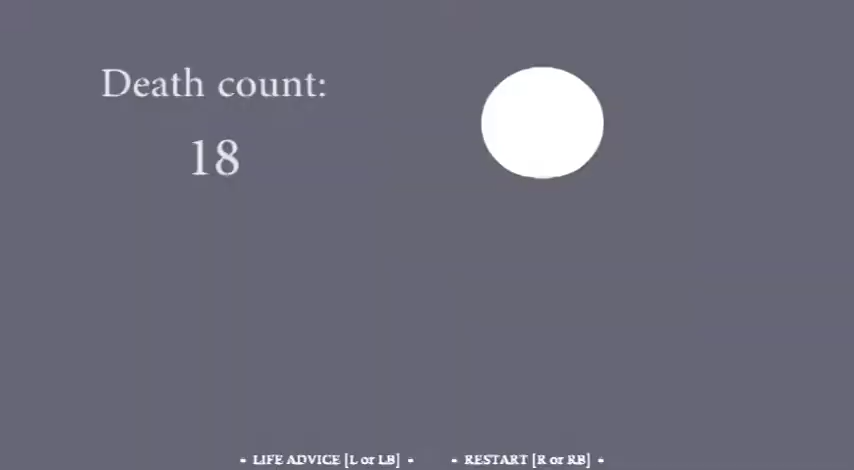 Death count:
18
- LIFE ADVICE [L or LB] -
- RESTART [R or RB] -